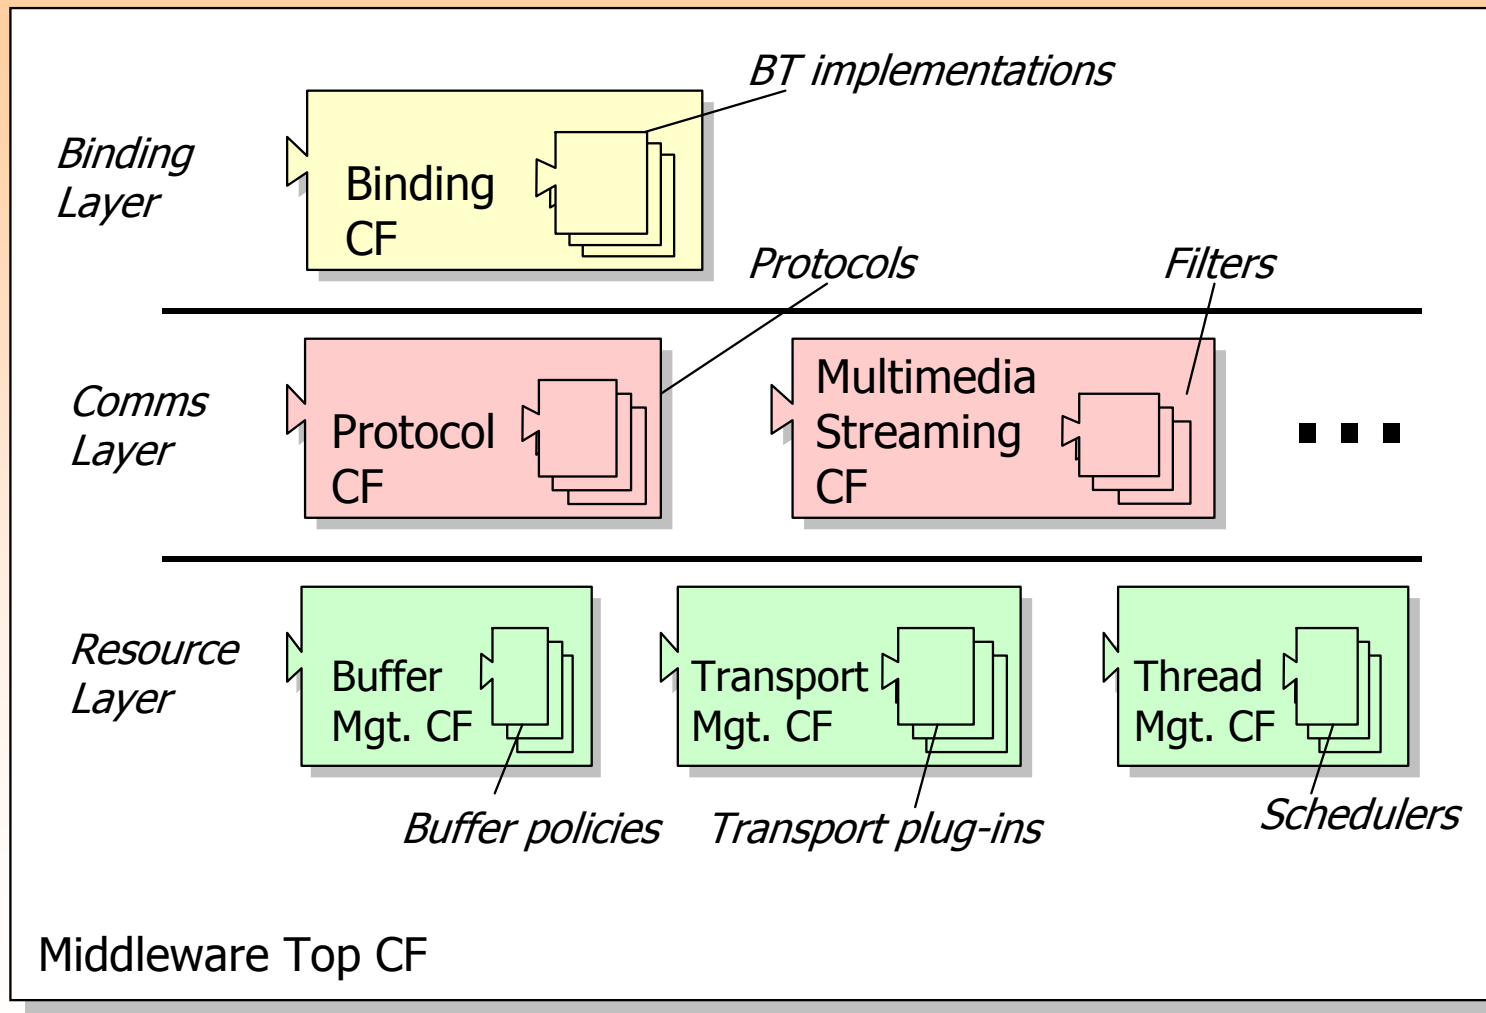 BT implementations
Binding
Layer
Binding
CF
Protocols
Filters
Comms
Layer
Protocol
CF
Multimedia
Streaming
CF
Resource
Layer
Buffer
Mgt. CF
Transport
Mgt. CF
Thread
Mgt. CF
Buffer policies
Transport plug-ins
Schedulers
Middleware Top CF